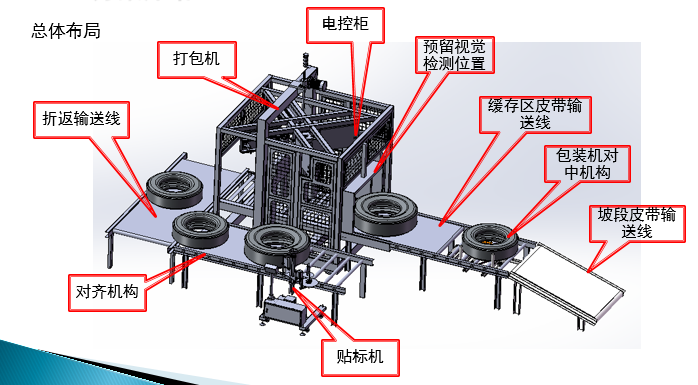 总体布局
电控柜
打包机
预留视觉
检测位置
折返输送线
缓存区皮带输
送线
包装机对
中机构
坡段皮带输
送线
对齐机构
贴标机